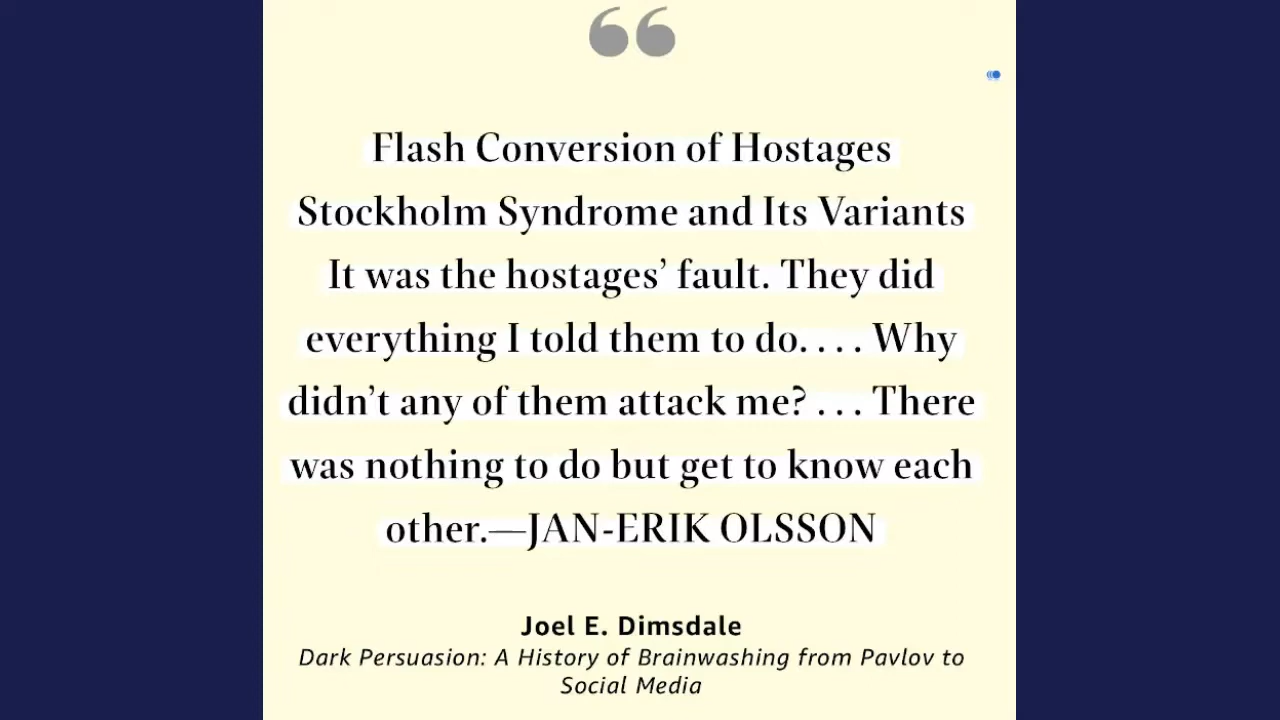 Flash Conversion of Hostages
Stockholm Syndrome and Its Variants
It was the hostages’ fault. They did
everything I told them to do. . . . Why
didn’t any of them attack me? . . . There
was nothing to do but get to know each
other.—JAN-ERIK OLSSON
Joel E. Dimsdale
Dark Persuasion: A History of Brainwashing from Pavlov to
Social Media